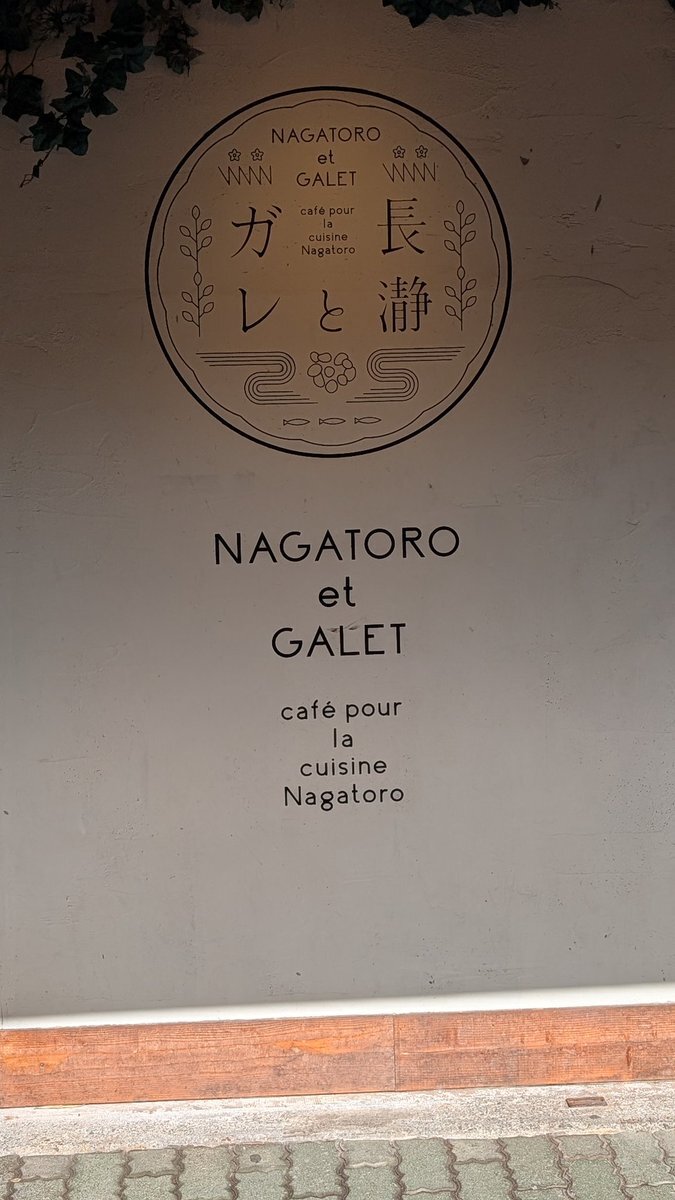 NAGATORO
et
GALET
café pour
la
cuisine
Nagatoro
長瀞
と
ガレ
NAGATORO
et
GALET
café pour
la
cuisine
Nagatoro